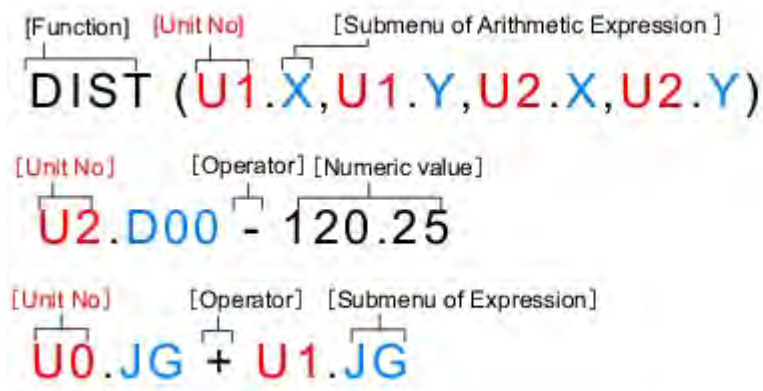 [Function] [Unit No] [Submenu of Arithmetic Expression ]
DIST (U1.X,U1.Y,U2.X,U2.Y)
[Unit No] [Operator] [Numeric value]
U2.D00 - 120.25
[Unit No] [Operator] [Submenu of Expression]
U0.JG + U1.JG